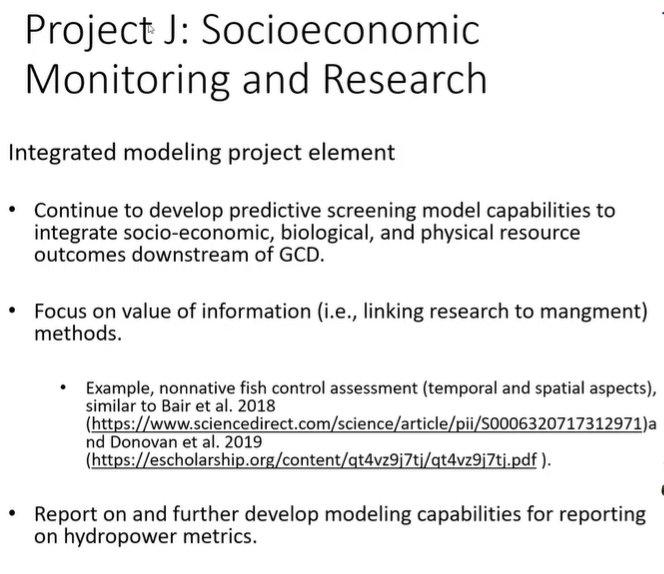 Project J: Socioeconomic
Monitoring and Research
Integrated modeling project element
• Continue to develop predictive screening model capabilities to
integrate socio-economic, biological, and physical resource
outcomes downstream of GCD.
• Focus on value of information (i.e., linking research to mangment)
methods.
• Example, nonnative fish control assessment (temporal and spatial aspects),
similar to Bair et al. 2018
(https://www.sciencedirect.com/science/article/pii/S0006320717312971)a
nd Donovan et al. 2019
(https://escholarship.org/content/qt4vz9j7tj/qt4vz9j7tj.pdf ).
• Report on and further develop modeling capabilities for reporting
on hydropower metrics.